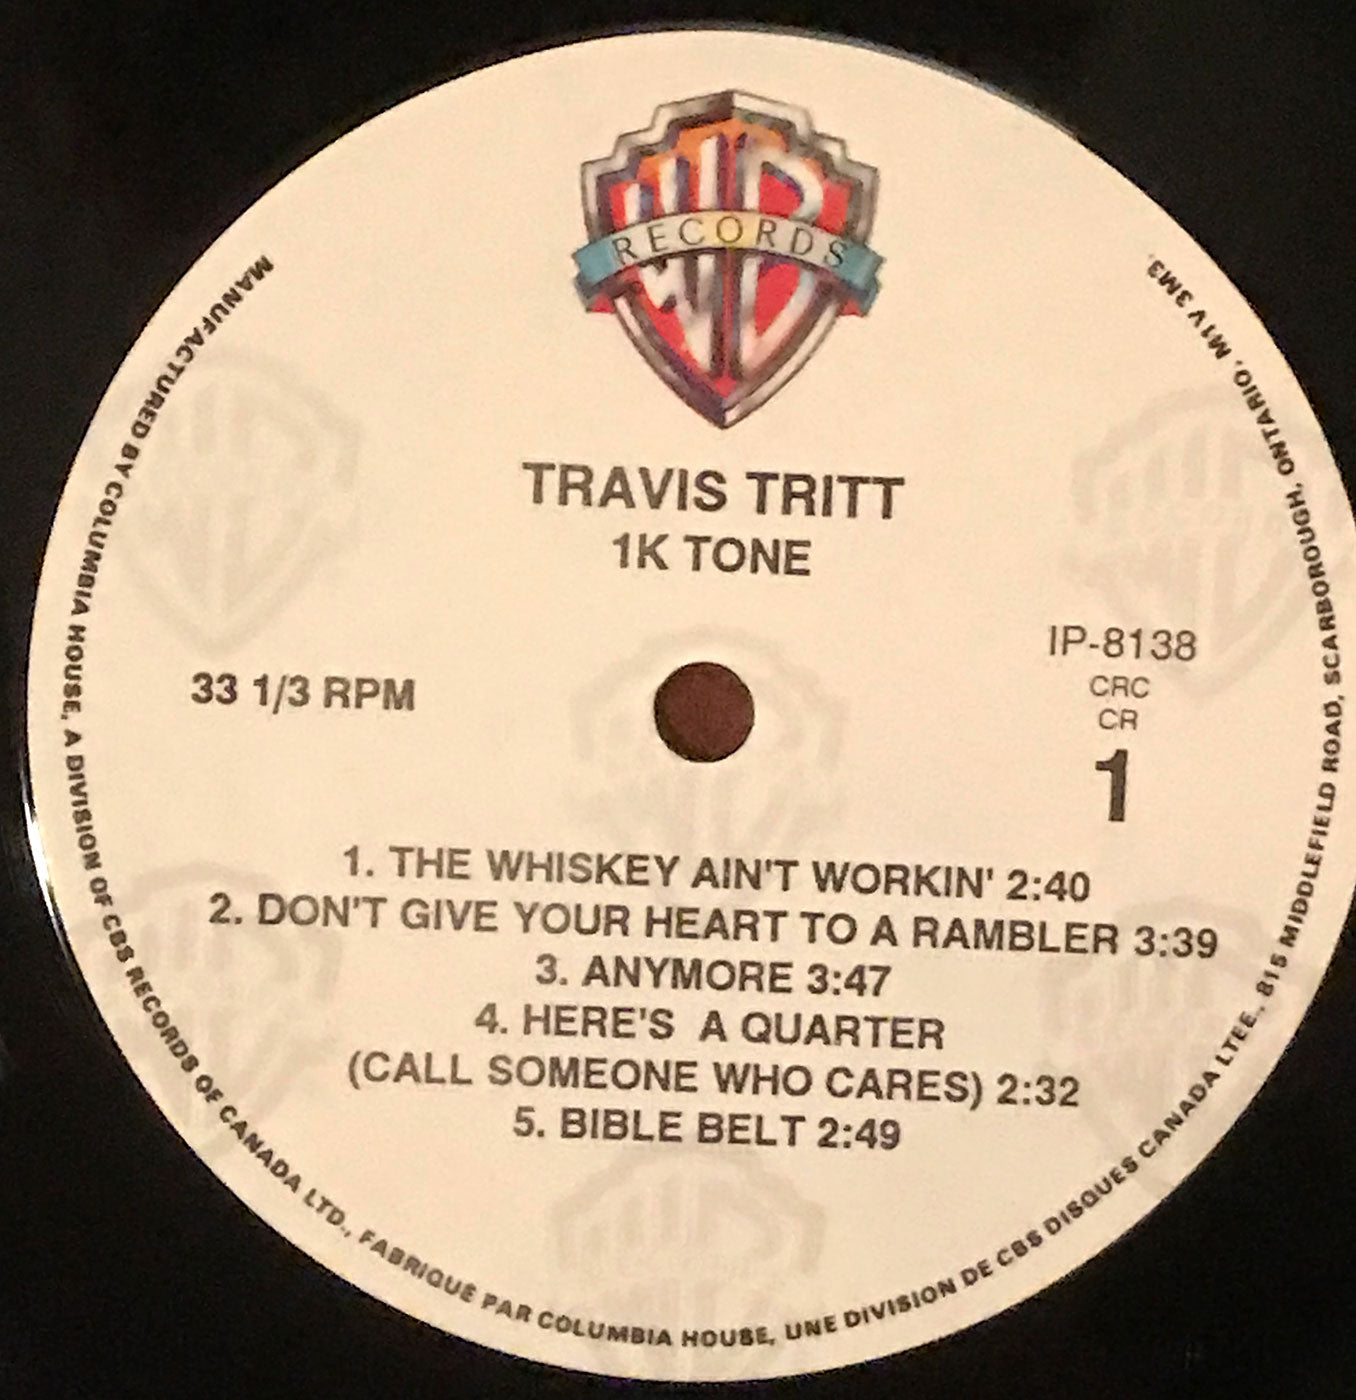 WB
RECORDS
TRAVIS TRITT
1K TONE
33 1/3 RPM
IP-8138
CRC
CR
1
1. THE WHISKEY AIN'T WORKIN' 2:40
2. DON'T GIVE YOUR HEART TO A RAMBLER 3:39
3. ANYMORE 3:47
4. HERE'S A QUARTER
(CALL SOMEONE WHO CARES) 2:32
5. BIBLE BELT 2:49
MANUFACTURED BY COLUMBIA HOUSE, A DIVISION OF CBS RECORDS OF CANADA LTD., FABRIQUE PAR COLUMBIA HOUSE, UNE DIVISION DE CBS DISQUES CANADA LTEE., 815 MIDDLEFIELD ROAD, SCARBOROUGH, ONTARIO, M1V 3M3.